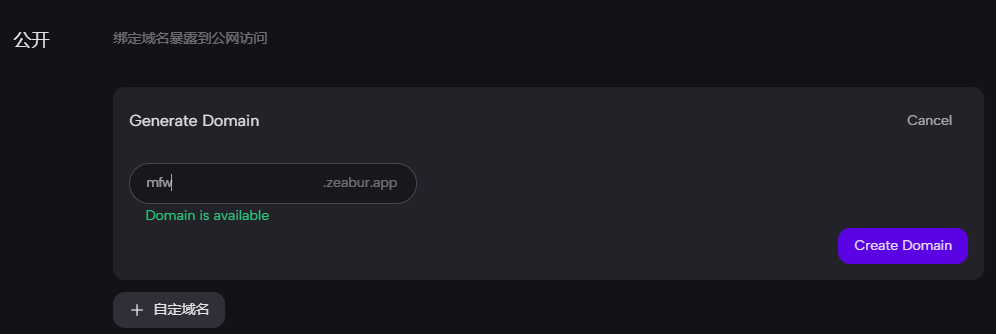 公开
绑定域名暴露到公网访问
Generate Domain
Cancel
mfw .zeabur.app
Domain is available
Create Domain
+ 自定域名